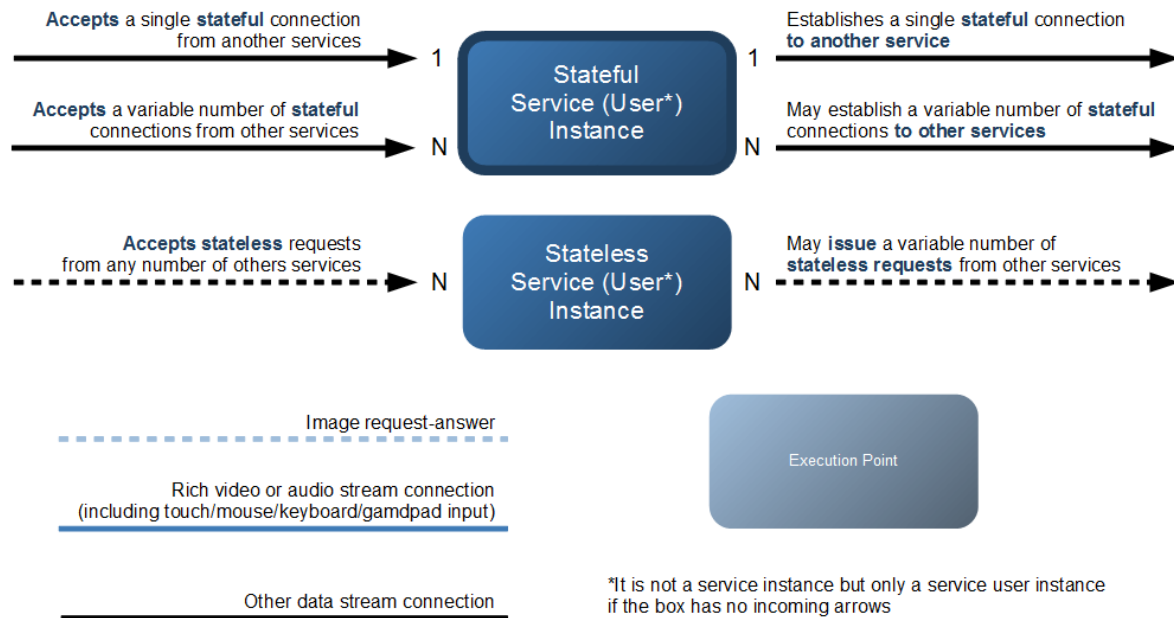 Accepts a single stateful connection
from another services
1
Stateful
Service (User*)
Instance
1
Establishes a single stateful connection
to another service
Accepts a variable number of stateful
connections from other services
N
N
May establish a variable number of stateful
connections to other services
Accepts stateless requests
from any number of others services
N
Stateless
Service (User*)
Instance
N
May issue a variable number of
stateless requests from other services
Image request-answer
Rich video or audio stream connection
(including touch/mouse/keyboard/gamdpad input)
Other data stream connection
Execution Point
*It is not a service instance but only a service user instance
if the box has no incoming arrows